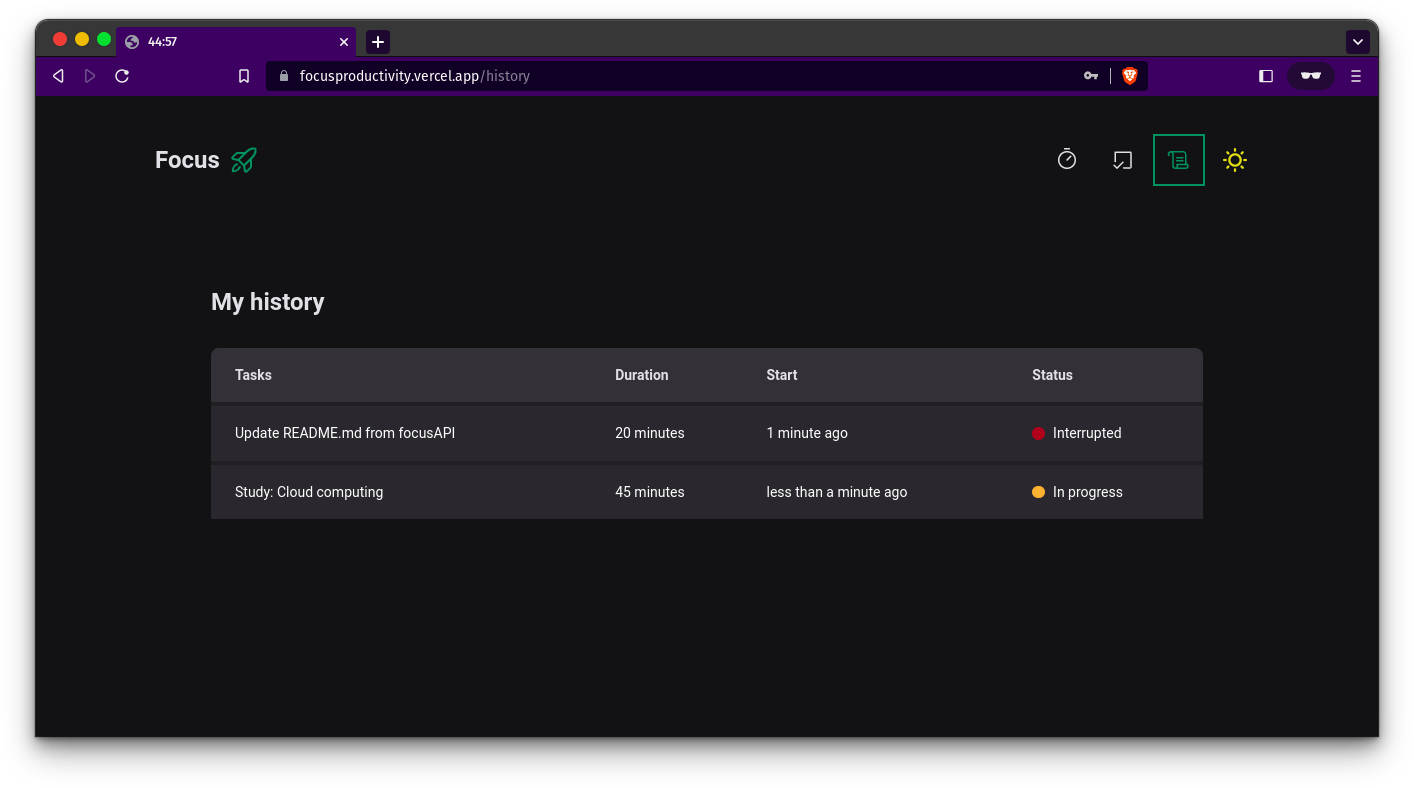 44:57
focusproductivity.vercel.app/history
Focus
My history
Tasks Duration Start Status
Update README.md from focusAPI 20 minutes 1 minute ago Interrupted
Study: Cloud computing 45 minutes less than a minute ago In progress